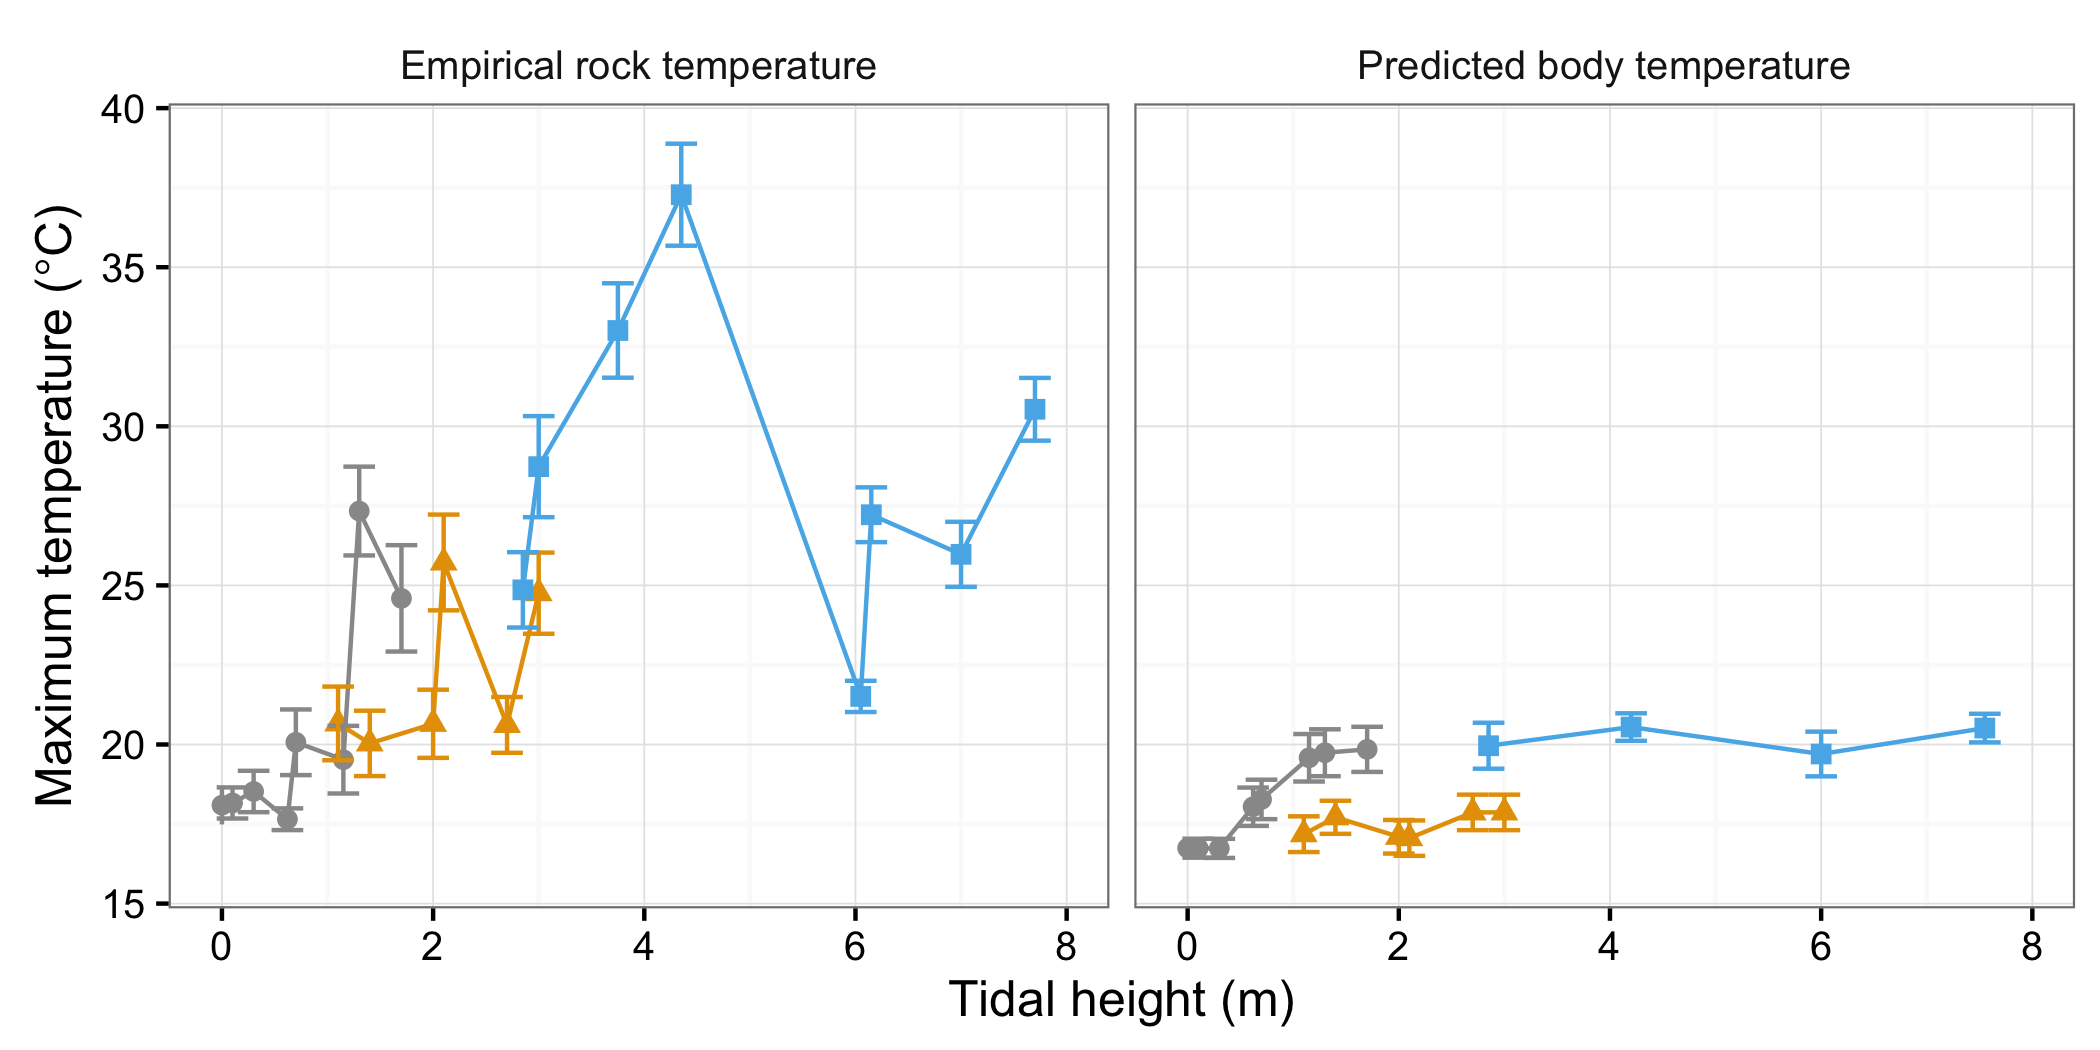 Empirical rock temperature
Predicted body temperature
Maximum temperature (°C)
40
35
30
25
20
15
0 2 4 6 8
0 2 4 6 8
Tidal height (m)